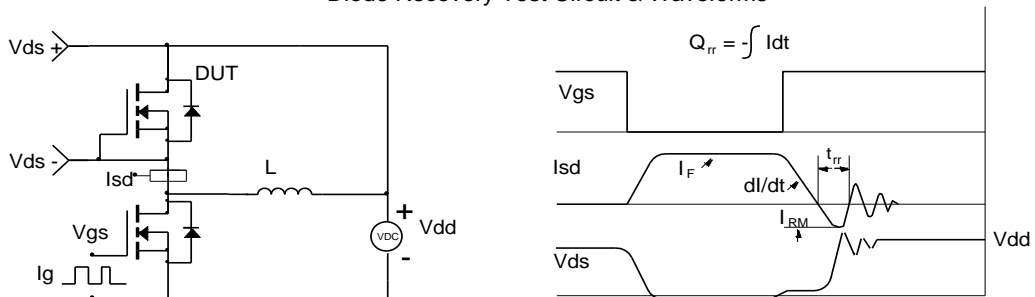 Diode Recovery Test Circuit & Waveforms
Vds +
DUT
Vds -
Isd
L
Vgs
Ig
+
VDC
-
Vdd
Qrr = -∫ Idt
Vgs
Isd
IF
dI/dt
trr
IRM
Vds
Vdd